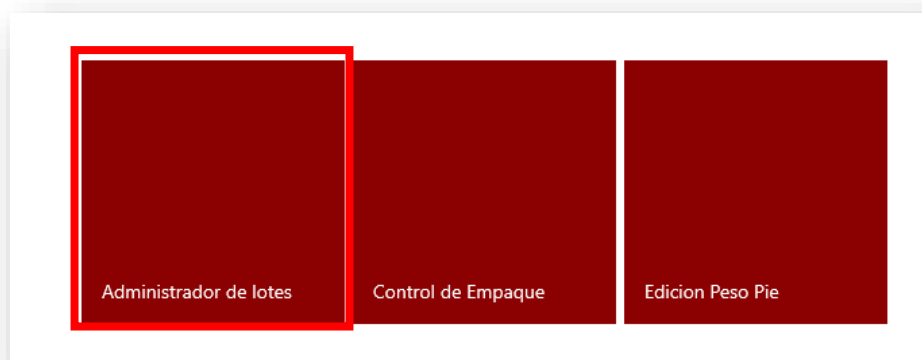 Administrador de lotes
Control de Empaque
Edicion Peso Pie